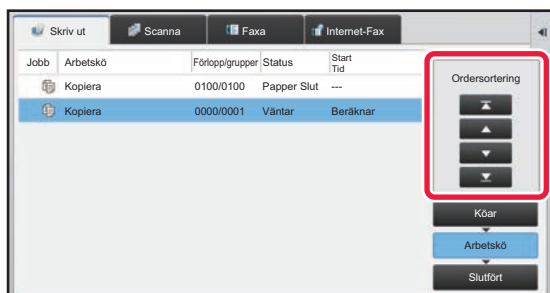 Skriv ut Scanna Faxa Internet-Fax
Jobb Arbetskö Förlopp/grupper Status Start Tid
Kopiera 0100/0100 Papper Slut ---
Kopiera 0000/0001 Väntar Beräknar
Ordersortering
Köar
Arbetskö
Slutfört